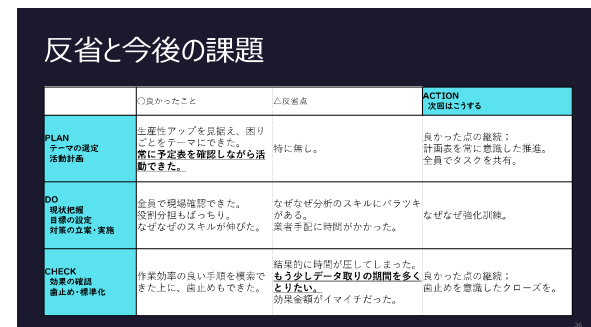 反省と今後の課題
○良かったこと
△反省点
ACTION
次回はこうする
PLAN
テーマの選定
活動計画
生産性アップを見据え、困り
ごとをテーマにできた。
常に予定表を確認しながら活
動できた。
特に無し。
良かった点の継続；
計画表を常に意識した推進。
全員でタスクを共有。
DO
現状把握
目標の設定
対策の立案・実施
全員で現場確認できた。
役割分担もばっちり。
なぜなぜのスキルが伸びた。
なぜなぜ分析のスキルにバラツキ
がある。
業者手配に時間がかかった。
なぜなぜ強化訓練。
CHECK
効果の確認
歯止め・標準化
作業効率の良い手順を模索で
きた上に、歯止めもできた。
結果的に時間が圧してしまった。
もう少しデータ取りの期間を多く
とりたい。
効果金額がイマイチだった。
良かった点の継続；
歯止めを意識したクローズを。
36